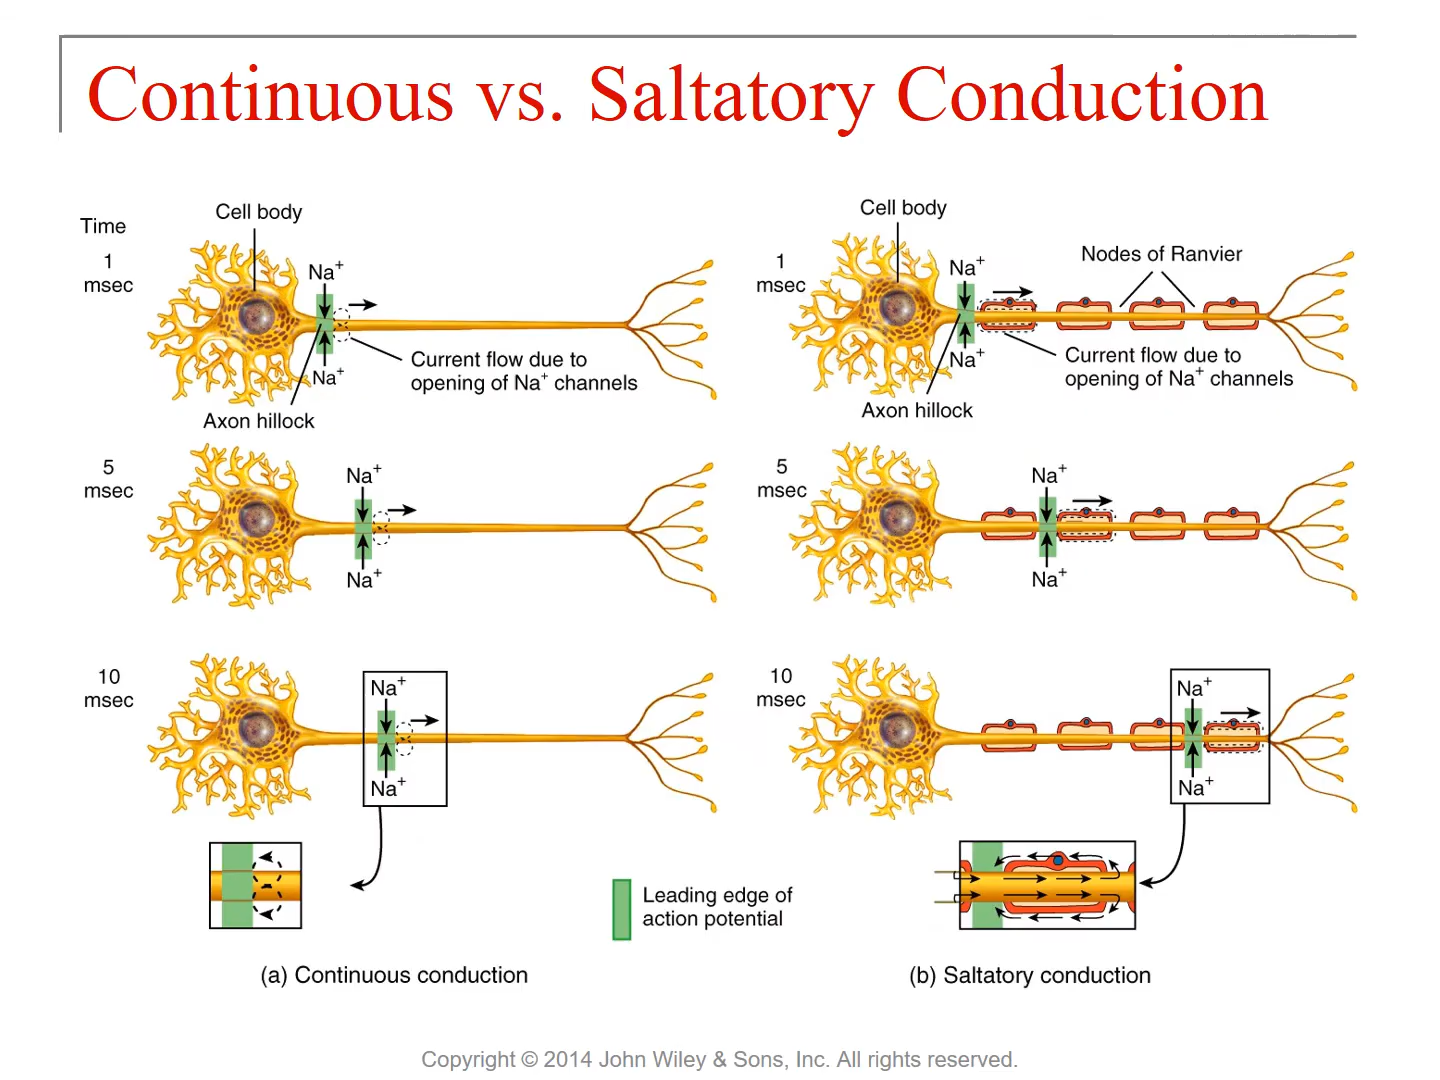 Continuous vs. Saltatory Conduction
Time
1
msec
Cell body
Na+
Na+
Current flow due to
opening of Na+ channels
Axon hillock
1
msec
Cell body
Nodes of Ranvier
Na+
Na+
Current flow due to
opening of Na+ channels
Axon hillock
5
msec
Na+
Na+
5
msec
Na+
Na+
10
msec
Na+
Na+
10
msec
Na+
Na+
Leading edge of
action potential
(a) Continuous conduction
(b) Saltatory conduction
Copyright © 2014 John Wiley & Sons, Inc. All rights reserved.